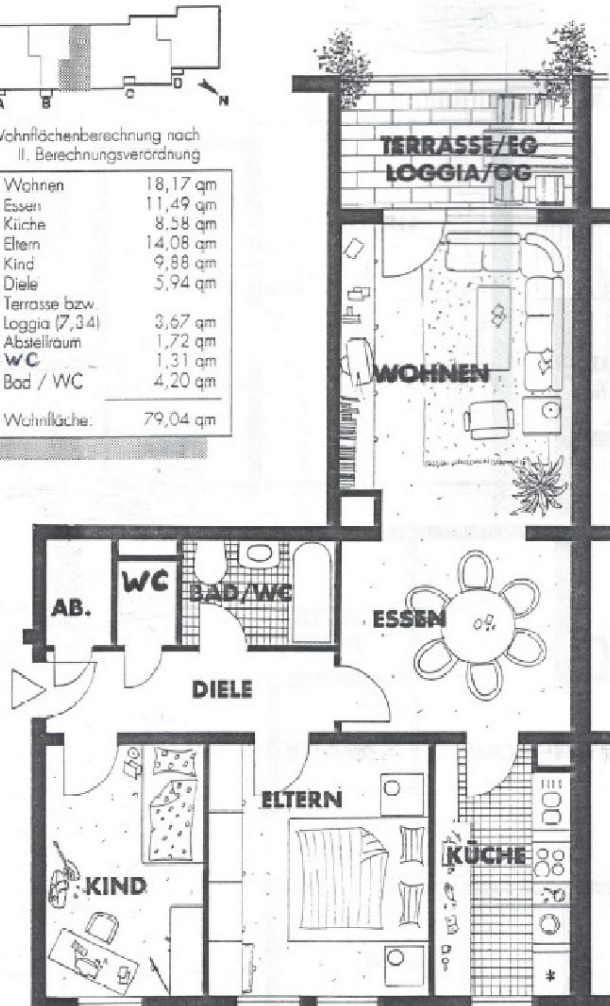 A B C D N
Wohnflächenberechnung nach
II. Berechnungsverordnung
Wohnen 18,17 qm
Essen 11,49 qm
Küche 8,58 qm
Eltern 14,08 qm
Kind 9,88 qm
Diele 5,94 qm
Terrasse bzw.
Loggia (7,34) 3,67 qm
Abstellraum 1,72 qm
WC 1,31 qm
Bad / WC 4,20 qm
Wohnfläche: 79,04 qm
TERRASSE/EG
LOGGIA/OG
WOHNEN
AB.
WC
BAD/WC
ESSEN
DIELE
ELTERN
KIND
KÜCHE